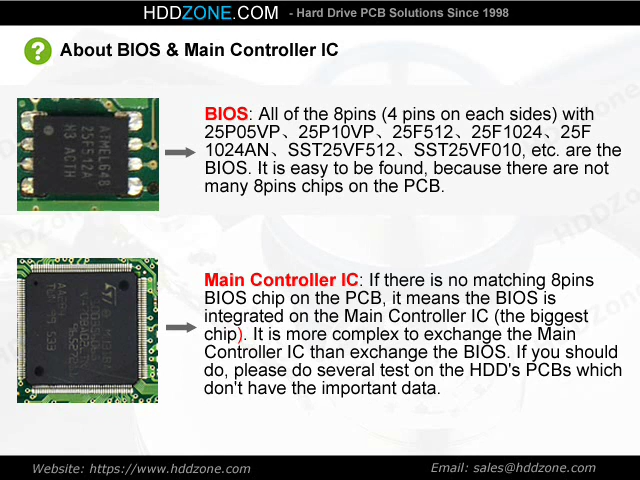 HDDZONE.COM - Hard Drive PCB Solutions Since 1998
? About BIOS & Main Controller IC
ATMEL648
25F512A
N3 ACTH
BIOS: All of the 8pins (4 pins on each sides) with
25P05VP、25P10VP、25F512、25F1024、25F
1024AN、SST25VF512、SST25VF010, etc. are the
BIOS. It is easy to be found, because there are not
many 8pins chips on the PCB.
Main Controller IC: If there is no matching 8pins
BIOS chip on the PCB, it means the BIOS is
integrated on the Main Controller IC (the biggest
chip). It is more complex to exchange the Main
Controller IC than exchange the BIOS. If you should
do, please do several test on the HDD's PCBs which
don't have the important data.
Website: https://www.hddzone.com Email: sales@hddzone.com